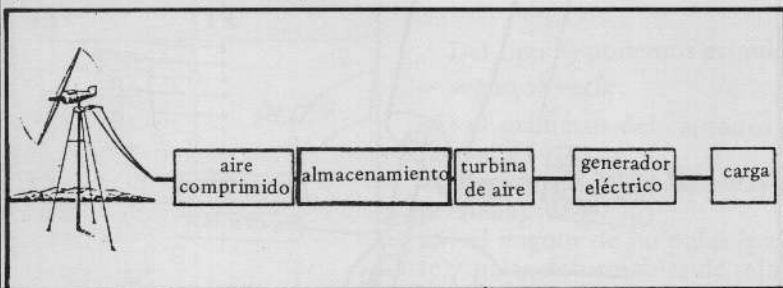 aire
comprimido
almacenamiento
turbina
de aire
generador
eléctrico
carga